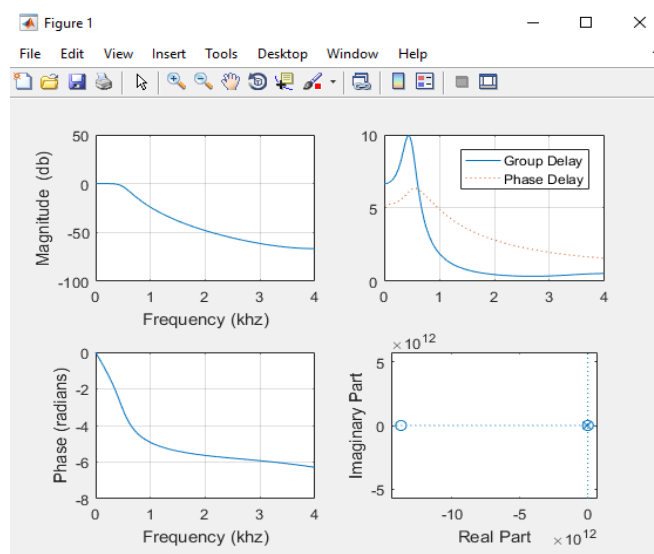 Figure 1
File Edit View Insert Tools Desktop Window Help
50
0
-50
-100
Magnitude (db)
0 1 2 3 4
Frequency (khz)
10
5
0
Group Delay
Phase Delay
0 1 2 3 4
0
-2
-4
-6
-8
Phase (radians)
0 1 2 3 4
Frequency (khz)
×10^12
5
0
-5
Imaginary Part
-10 -5 0
Real Part ×10^12